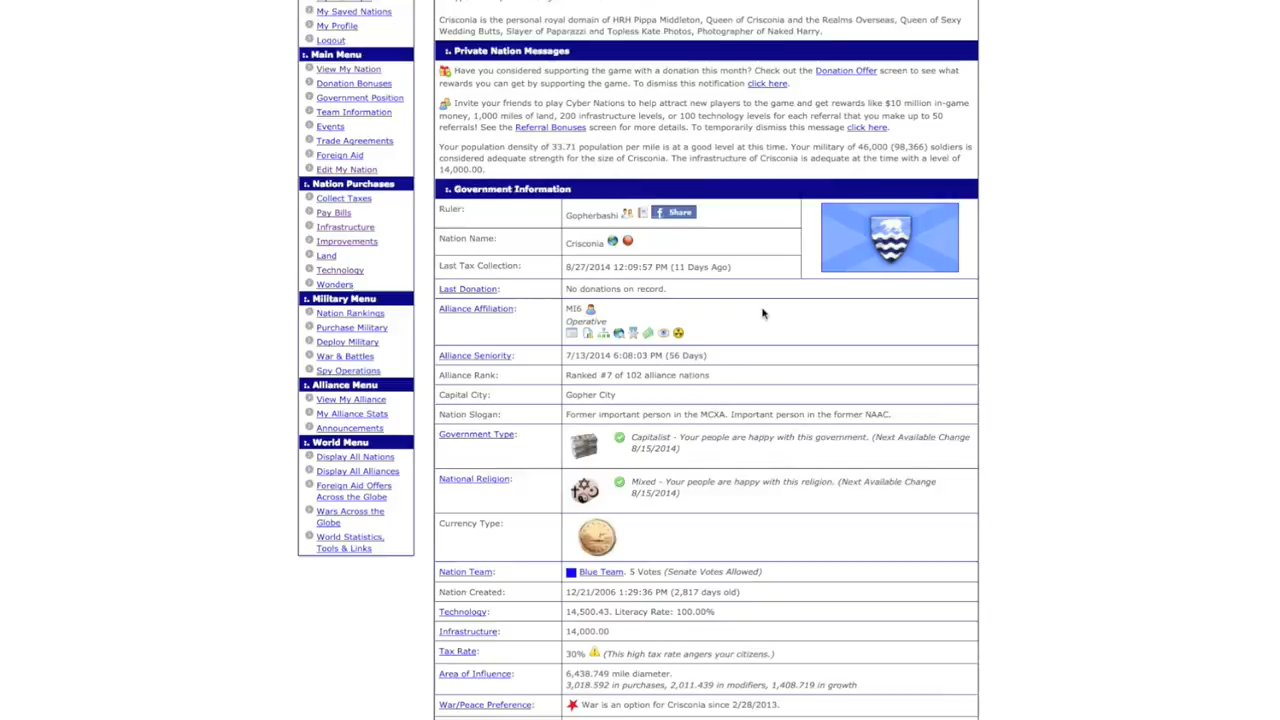 My Saved Nations
My Profile
Logout
:. Main Menu
View My Nation
Donation Bonuses
Government Position
Team Information
Events
Trade Agreements
Foreign Aid
Edit My Nation
:. Nation Purchases
Collect Taxes
Pay Bills
Infrastructure
Improvements
Land
Technology
Wonders
:. Military Menu
Nation Rankings
Purchase Military
Deploy Military
War & Battles
Spy Operations
:. Alliance Menu
View My Alliance
My Alliance Stats
Announcements
:. World Menu
Display All Nations
Display All Alliances
Foreign Aid Offers
Across the Globe
Wars Across the
Globe
World Statistics,
Tools & Links
Crisconia is the personal royal domain of HRH Pippa Middleton, Queen of Crisconia and the Realms Overseas, Queen of Sexy
Wedding Butts, Slayer of Paparazzi and Topless Kate Photos, Photographer of Naked Harry.
:. Private Nation Messages
Have you considered supporting the game with a donation this month? Check out the Donation Offer screen to see what
rewards you can get by supporting the game. To dismiss this notification click here.
Invite your friends to play Cyber Nations to help attract new players to the game and get rewards like $10 million in-game
money, 1,000 miles of land, 200 infrastructure levels, or 100 technology levels for each referral that you make up to 50
referrals! See the Referral Bonuses screen for more details. To temporarily dismiss this message click here.
Your population density of 33.71 population per mile is at a good level at this time. Your military of 46,000 (98,366) soldiers is
considered adequate strength for the size of Crisconia. The infrastructure of Crisconia is adequate at the time with a level of
14,000.00.
:. Government Information
Ruler: Gopherbashi f Share
Nation Name: Crisconia
Last Tax Collection: 8/27/2014 12:09:57 PM (11 Days Ago)
Last Donation: No donations on record.
Alliance Affiliation: MI6
Operative
Alliance Seniority: 7/13/2014 6:08:03 PM (56 Days)
Alliance Rank: Ranked #7 of 102 alliance nations
Capital City: Gopher City
Nation Slogan: Former important person in the MCXA. Important person in the former NAAC.
Government Type: Capitalist - Your people are happy with this government. (Next Available Change
8/15/2014)
National Religion: Mixed - Your people are happy with this religion. (Next Available Change
8/15/2014)
Currency Type:
Nation Team: Blue Team. 5 Votes (Senate Votes Allowed)
Nation Created: 12/21/2006 1:29:36 PM (2,817 days old)
Technology: 14,500.43. Literacy Rate: 100.00%
Infrastructure: 14,000.00
Tax Rate: 30% (This high tax rate angers your citizens.)
Area of Influence: 6,438.749 mile diameter.
3,018.592 in purchases, 2,011.439 in modifiers, 1,408.719 in growth
War/Peace Preference: War is an option for Crisconia since 2/28/2013.